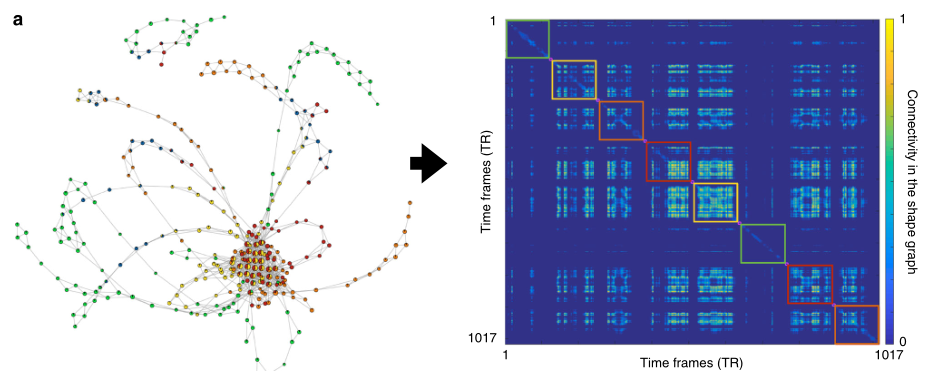 a
1
Time frames (TR)
1017
1
Time frames (TR)
1017
1
Connectivity in the shape graph
0